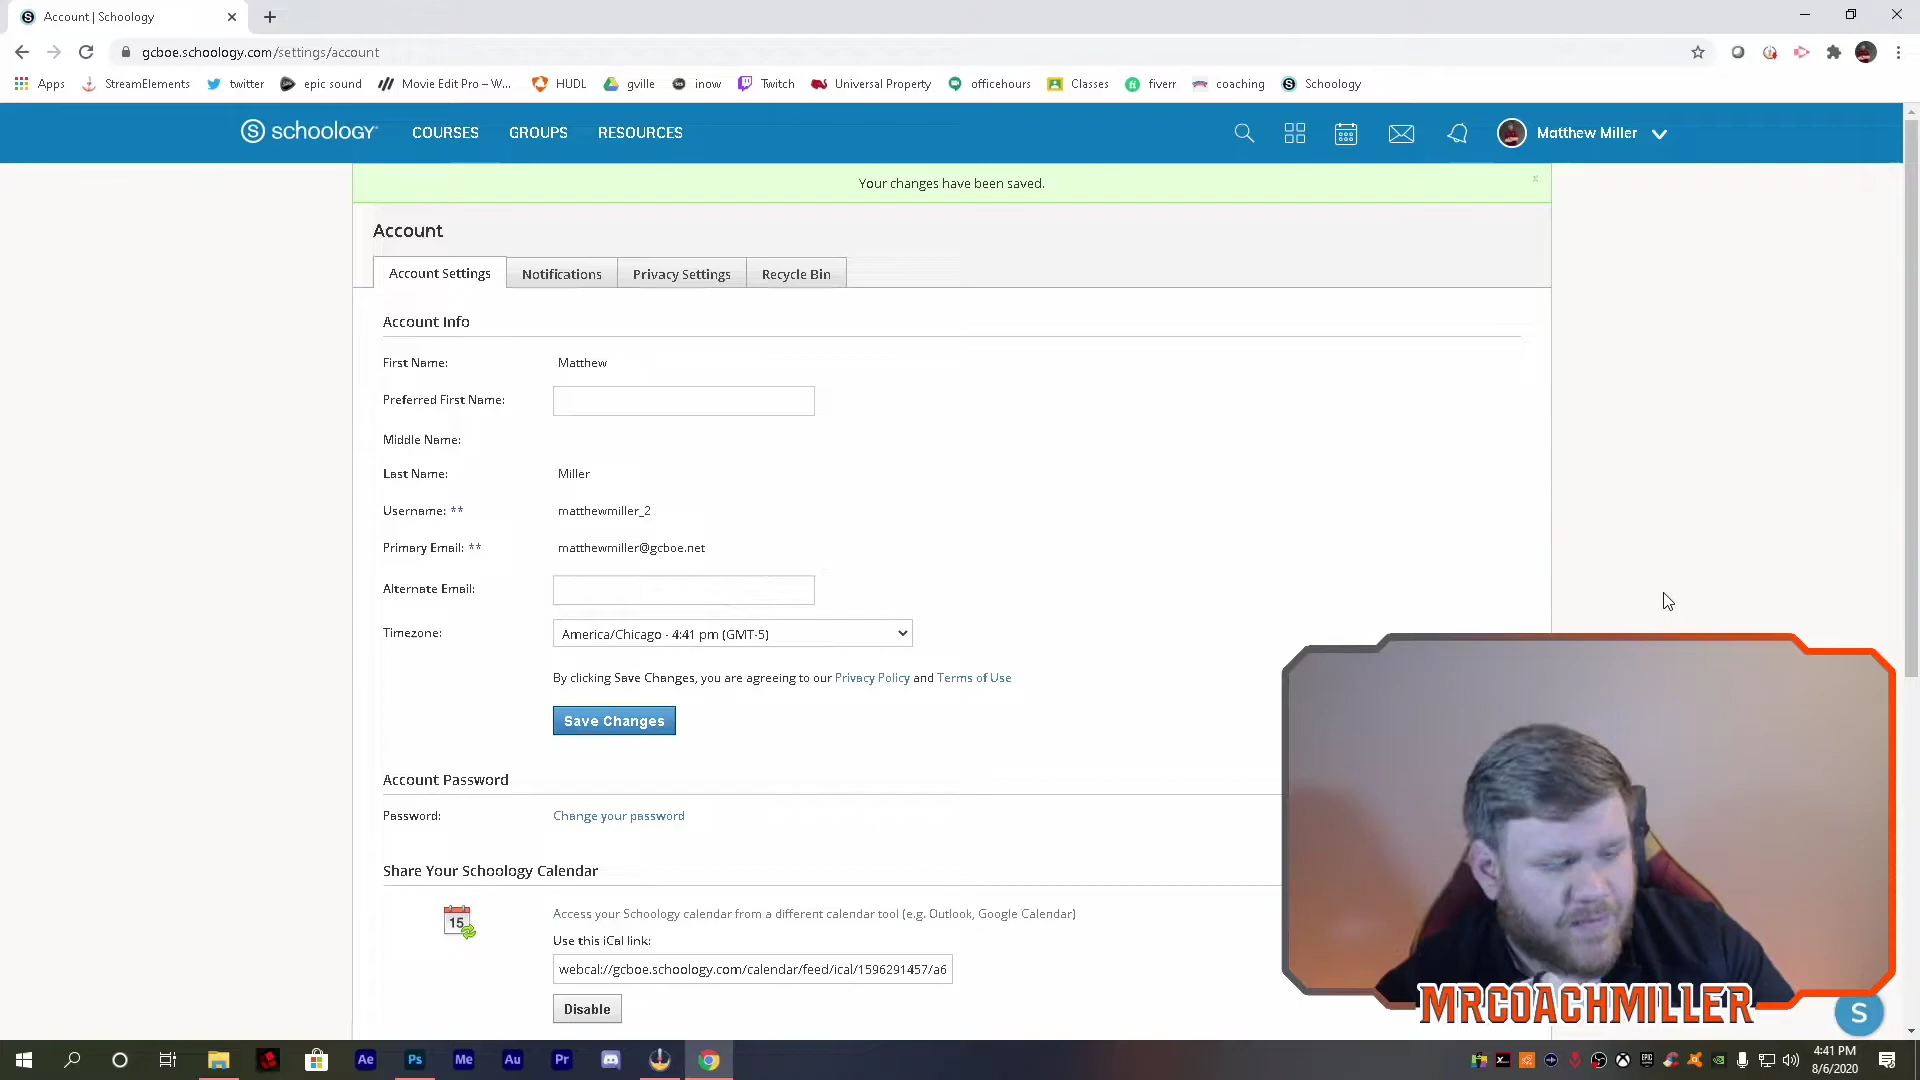 Account | Schoology
gcboe.schoology.com/settings/account
Apps StreamElements twitter epic sound Movie Edit Pro – W... HUDL gville inow Twitch Universal Property officehours Classes fiverr coaching Schoology
schoology COURSES GROUPS RESOURCES Matthew Miller
Your changes have been saved.
Account
Account Settings Notifications Privacy Settings Recycle Bin
Account Info
First Name: Matthew
Preferred First Name:
Middle Name:
Last Name: Miller
Username: ** matthewmiller_2
Primary Email: ** matthewmiller@gcboe.net
Alternate Email:
Timezone: America/Chicago - 4:41 pm (GMT-5)
By clicking Save Changes, you are agreeing to our Privacy Policy and Terms of Use
Save Changes
Account Password
Password: Change your password
Share Your Schoology Calendar
15 Access your Schoology calendar from a different calendar tool (e.g. Outlook, Google Calendar)
Use this iCal link:
webcal://gcboe.schoology.com/calendar/feed/ical/1596291457/a6
Disable
MRCOACHMILLER
S
Ae Ps Me Au Pr
4:41 PM
8/6/2020